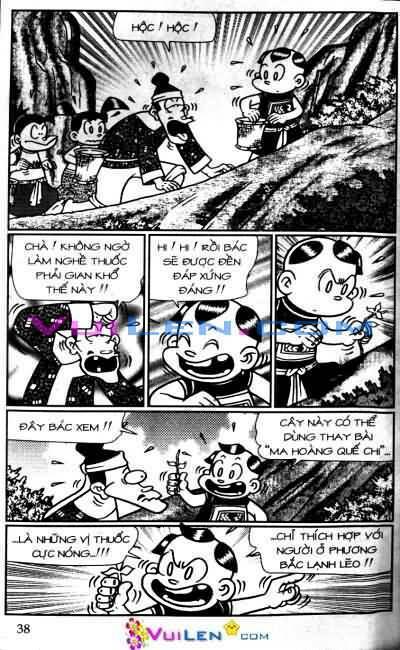 HỘC ! HỘC !
CHÀ ! KHÔNG NGỜ
LÀM NGHỀ THUỐC
PHẢI GIAN KHỔ
THẾ NÀY ! !
HI ! HI ! RỒI BÁC
SẼ ĐƯỢC ĐỀN
ĐÁP XỨNG
ĐÁNG ! !
VUILEN.COM
ĐÂY BÁC XEM ! !
CÂY NÀY CÓ THỂ
DÙNG THAY BÀI
"MA HOÀNG QUẾ CHI"...
...LÀ NHỮNG VỊ THUỐC
CỰC NÓNG...!!!
...CHỈ THÍCH HỢP VỚI
NGƯỜI Ở PHƯƠNG
BẮC LẠNH LẼO ! !
38
VUILEN.COM